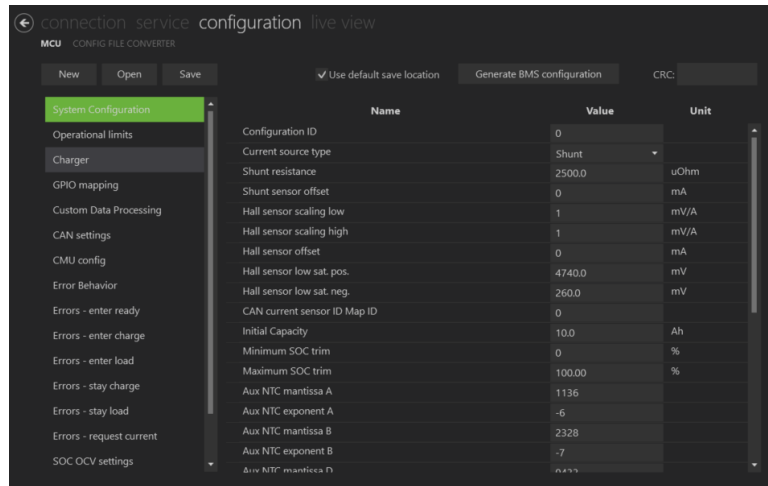 connection service configuration live view
MCU CONFIG FILE CONVERTER
New Open Save Use default save location Generate BMS configuration CRC:
System Configuration
Operational limits
Charger
GPIO mapping
Custom Data Processing
CAN settings
CMU config
Error Behavior
Errors - enter ready
Errors - enter charge
Errors - enter load
Errors - stay charge
Errors - stay load
Errors - request current
SOC OCV settings
Name Value Unit
Configuration ID 0
Current source type Shunt
Shunt resistance 2500.0 uOhm
Shunt sensor offset 0 mA
Hall sensor scaling low 1 mV/A
Hall sensor scaling high 1 mV/A
Hall sensor offset 0 mA
Hall sensor low sat. pos. 4740.0 mV
Hall sensor low sat. neg. 260.0 mV
CAN current sensor ID Map ID 0
Initial Capacity 10.0 Ah
Minimum SOC trim 0 %
Maximum SOC trim 100.00 %
Aux NTC mantissa A 1136
Aux NTC exponent A -6
Aux NTC mantissa B 2328
Aux NTC exponent B -7
Aux NTC mantissa D